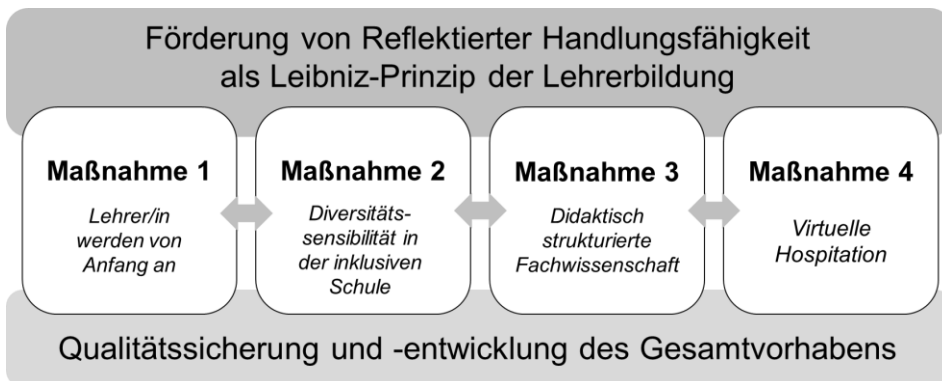 Förderung von Reflektierter Handlungsfähigkeit
als Leibniz-Prinzip der Lehrerbildung
Maßnahme 1
Lehrer/in
werden von
Anfang an
Maßnahme 2
Diversitäts-
sensibilität in
der inklusiven
Schule
Maßnahme 3
Didaktisch
strukturierte
Fachwissenschaft
Maßnahme 4
Virtuelle
Hospitation
Qualitätssicherung und -entwicklung des Gesamtvorhabens